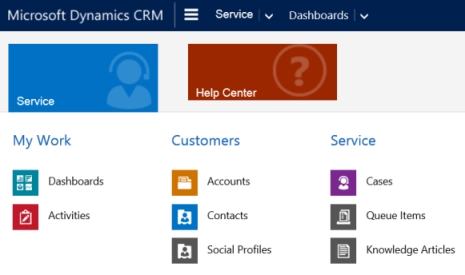 Microsoft Dynamics CRM Service Dashboards
Service
Help Center
My Work Customers Service
Dashboards Accounts Cases
Activities Contacts Queue Items
Social Profiles Knowledge Articles